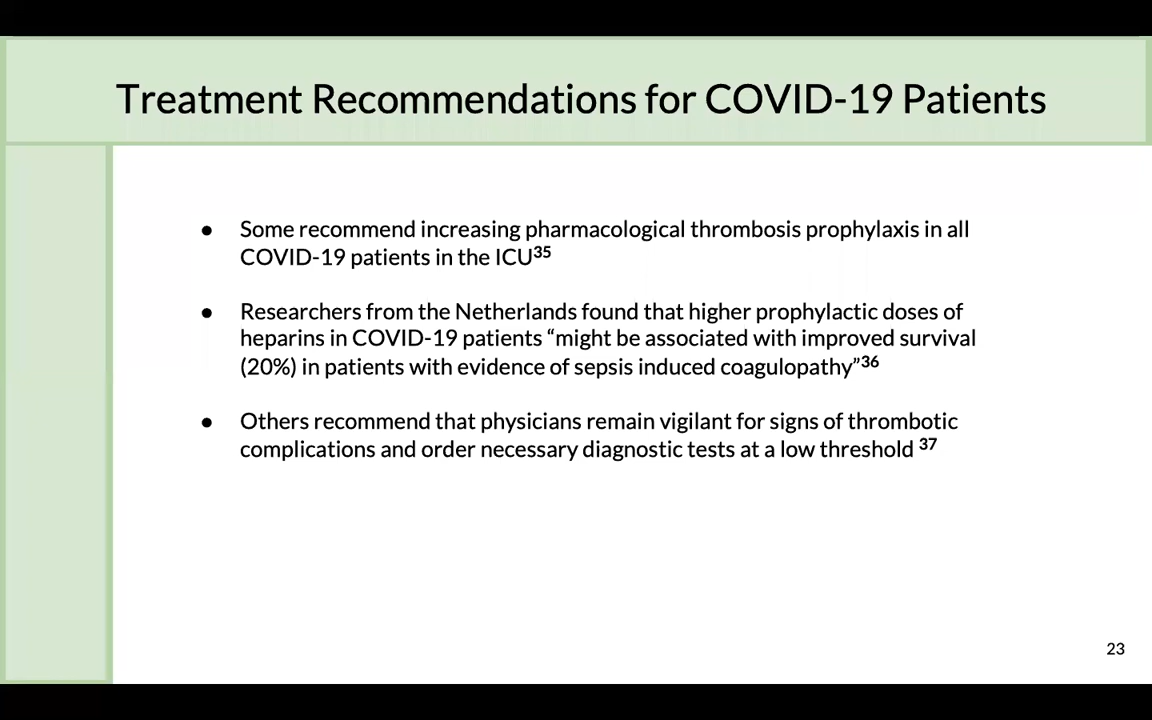 Treatment Recommendations for COVID-19 Patients
● Some recommend increasing pharmacological thrombosis prophylaxis in all
COVID-19 patients in the ICU³⁵
● Researchers from the Netherlands found that higher prophylactic doses of
heparins in COVID-19 patients “might be associated with improved survival
(20%) in patients with evidence of sepsis induced coagulopathy”³⁶
● Others recommend that physicians remain vigilant for signs of thrombotic
complications and order necessary diagnostic tests at a low threshold ³⁷
23